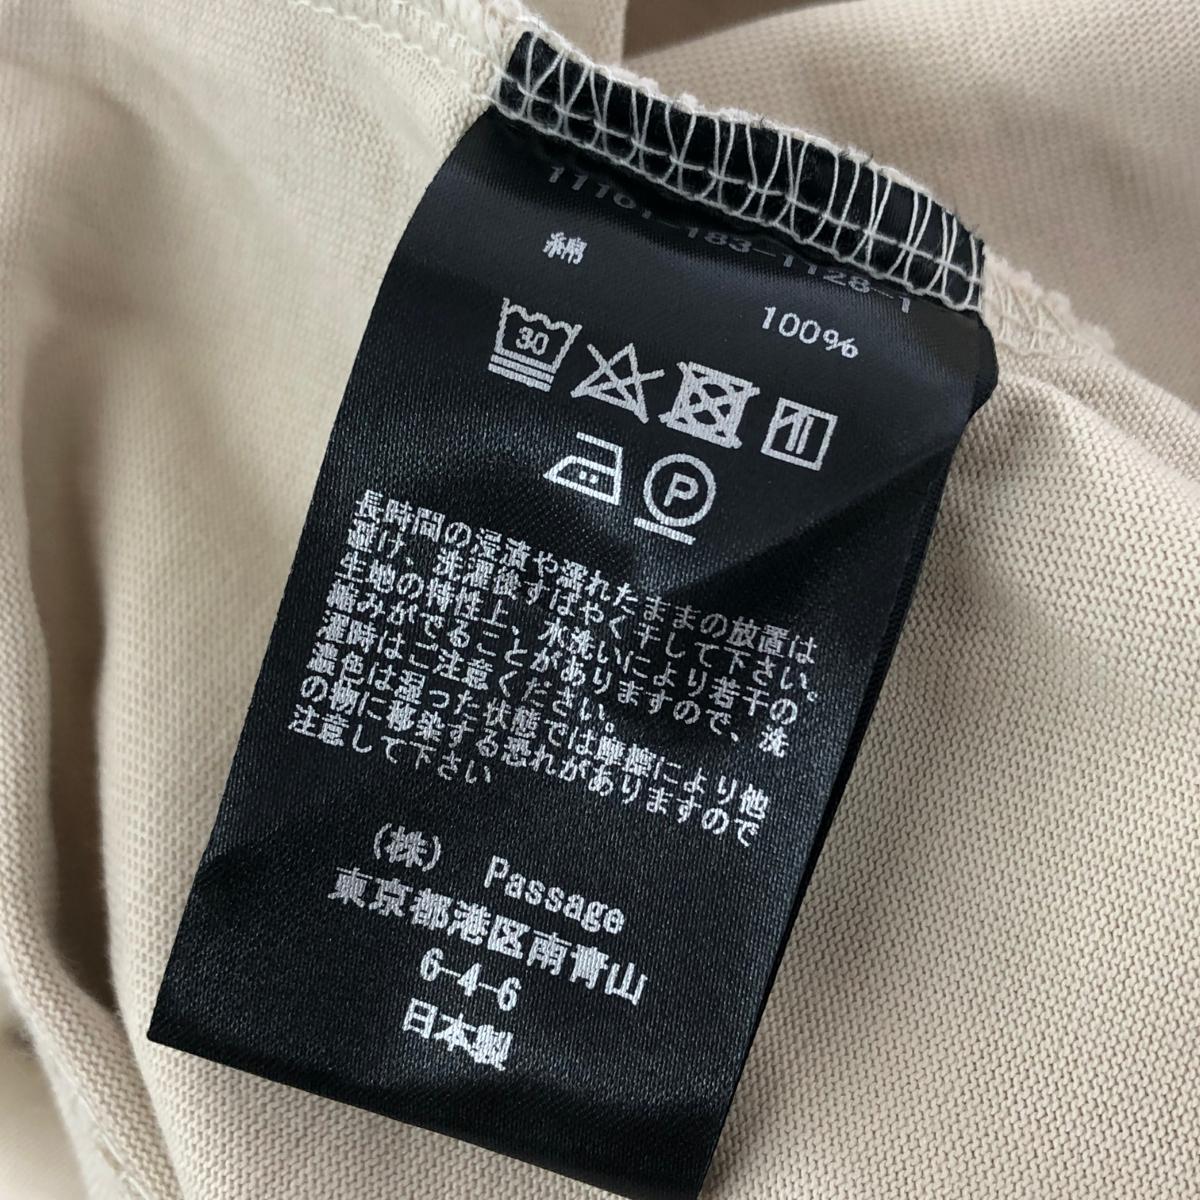 11101-183-1128-1
綿
100%
30
P
長時間の浸漬や濡れたままの放置は
避け、洗濯後すばやく干して下さい。
生地の特性上、水洗いにより若干の
縮みがでることがありますので、洗
濯時はご注意ください。
濃色は湿った状態では摩擦により他
の物に移染する恐れがありますので
注意して下さい
(株) Passage
東京都港区南青山
6-4-6
日本製